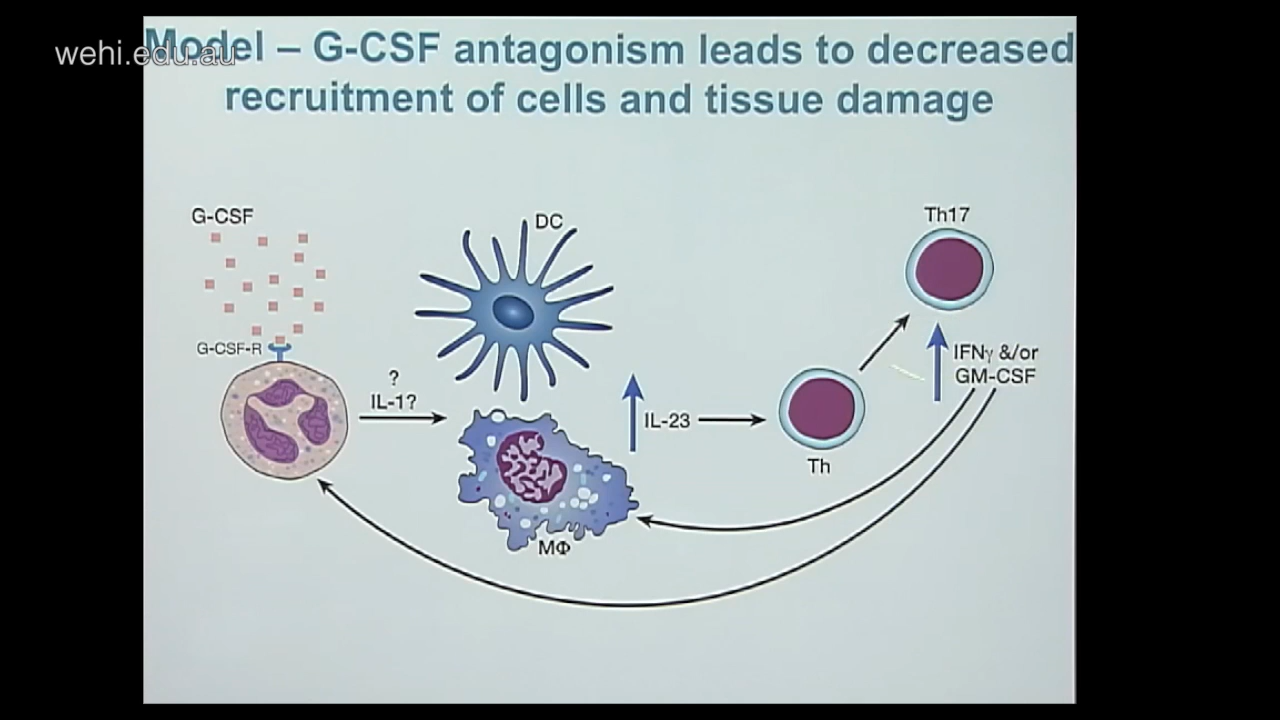 wehi.edu.au
Model – G-CSF antagonism leads to decreased
recruitment of cells and tissue damage
G-CSF
DC
Th17
G-CSF-R
?
IL-1?
IFNγ &/or
GM-CSF
IL-23
Th
MΦ